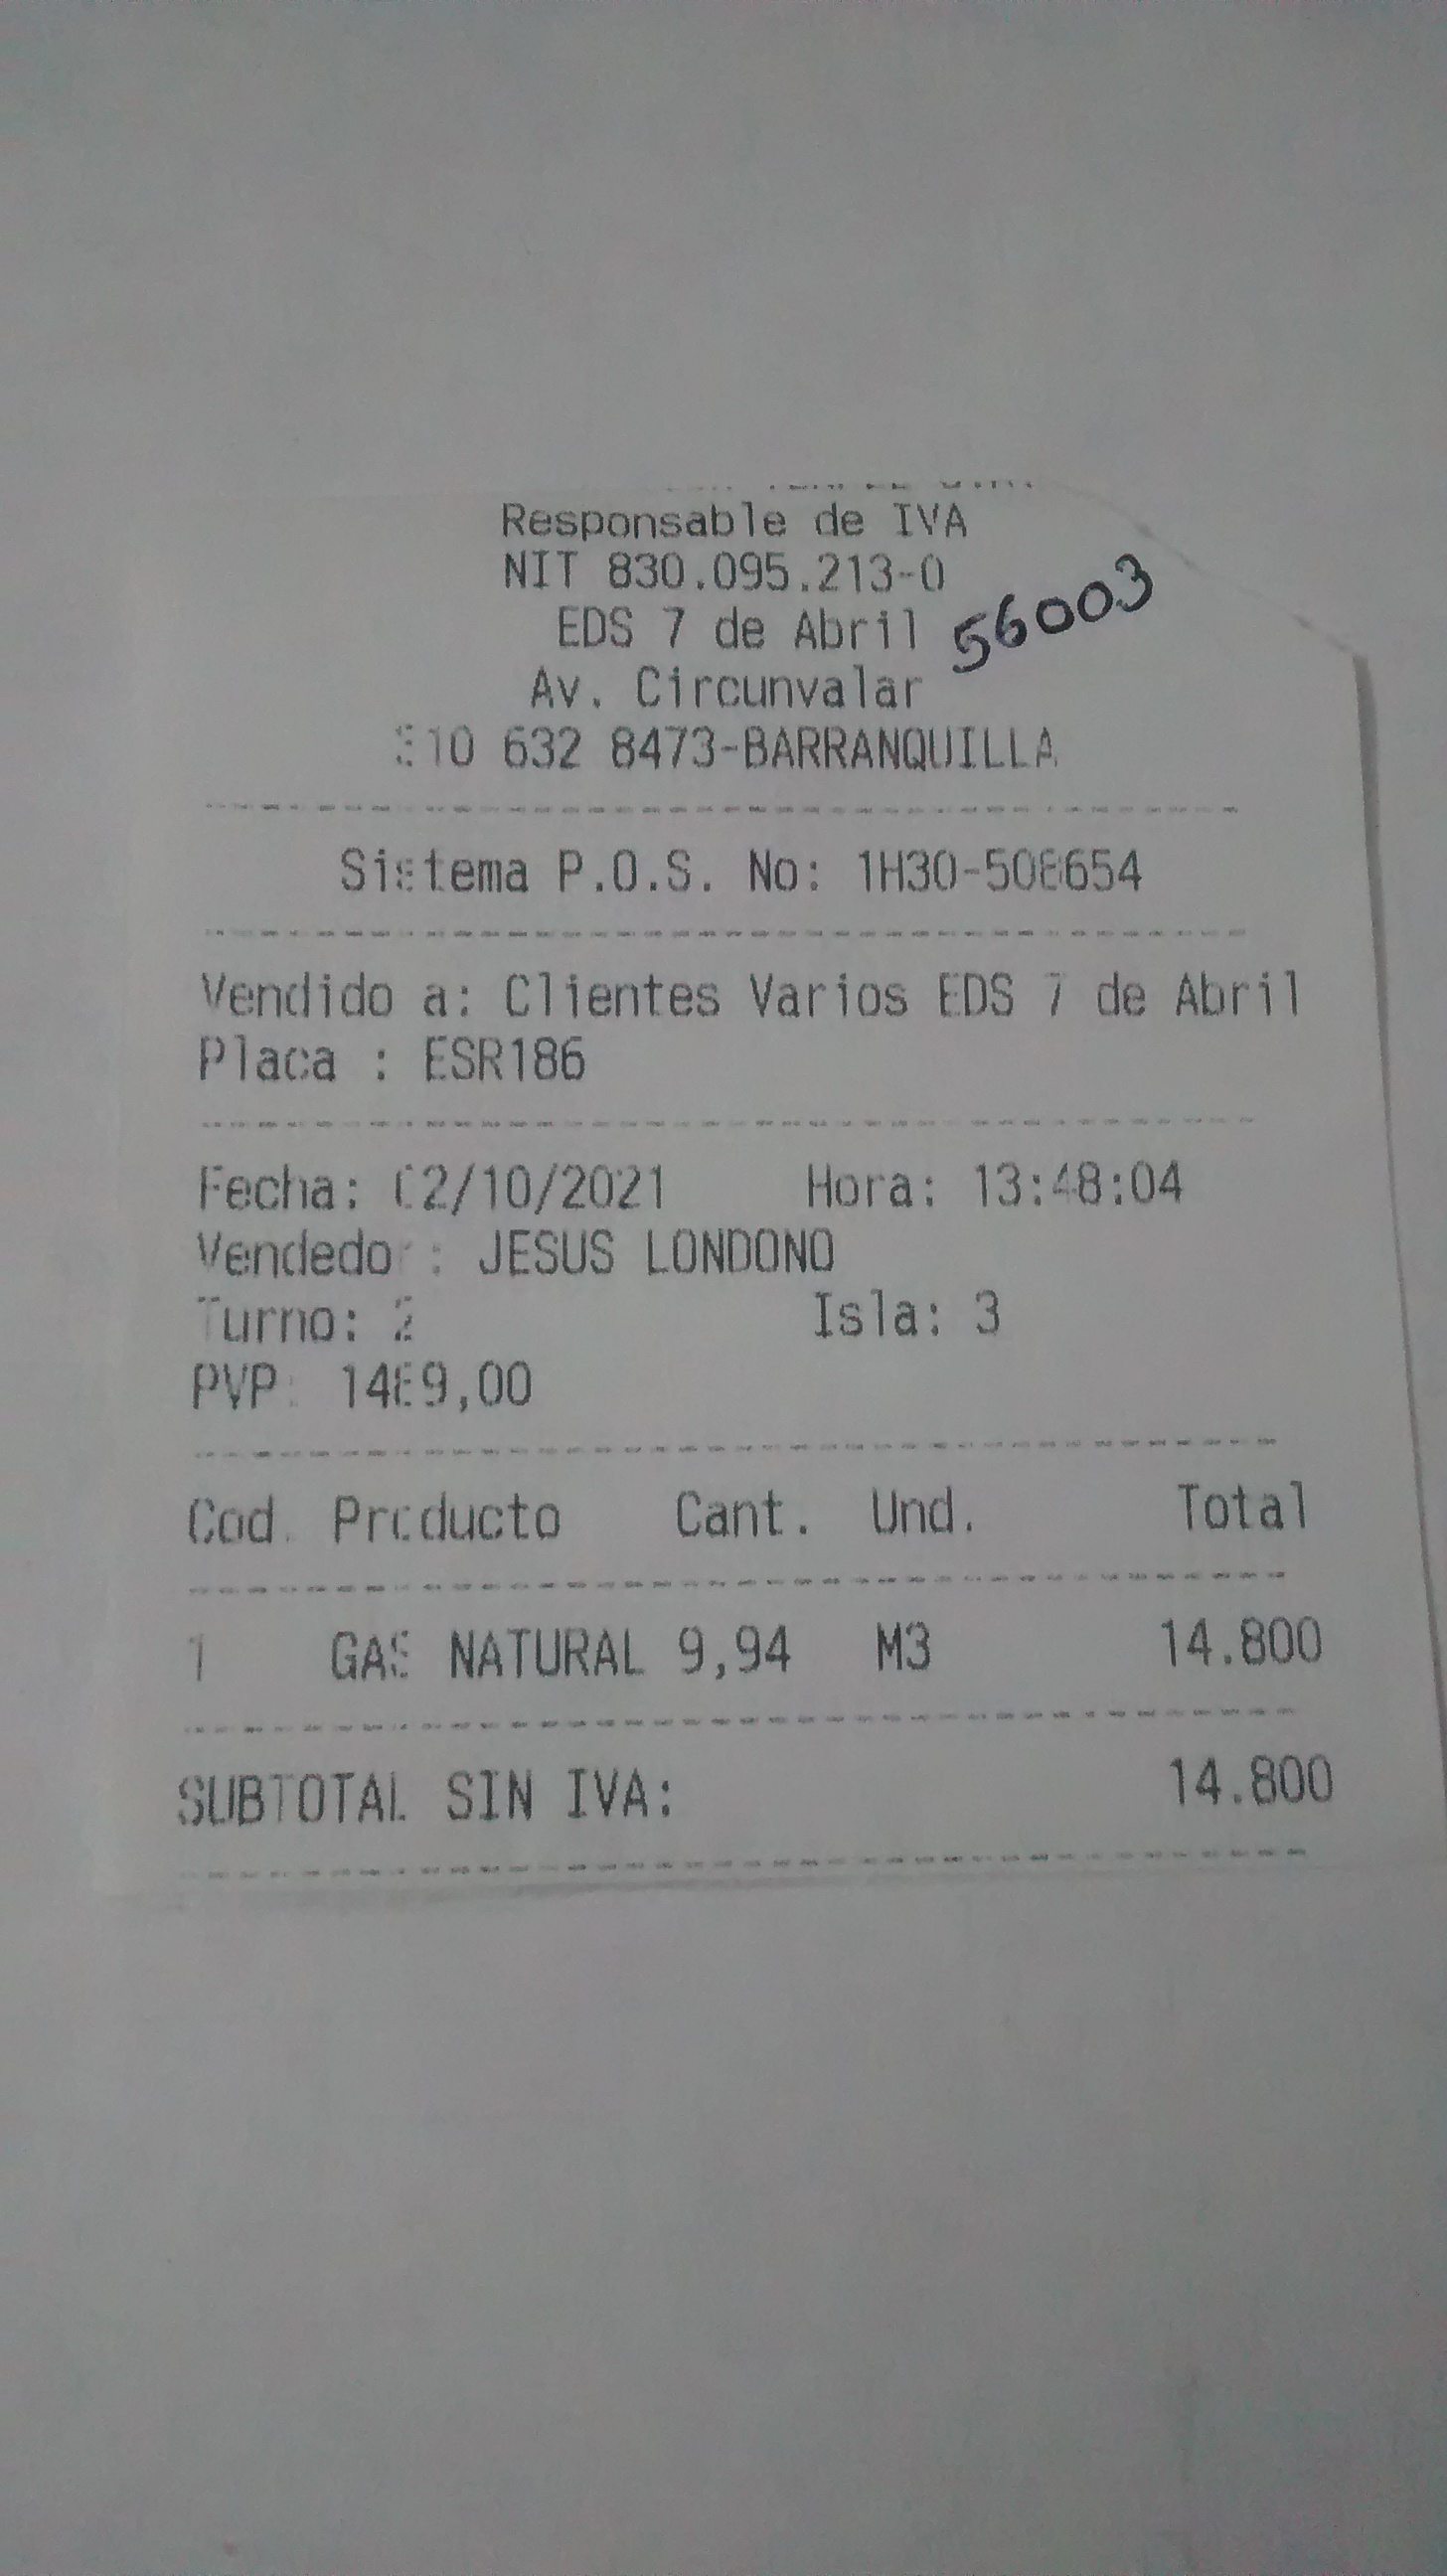 Responsable de IVA
NIT 830.095.213-0
EDS 7 de Abril 56003
Av. Circunvalar
310 632 8473-BARRANQUILLA
Sistema P.O.S. No: 1H30-508654
Vendido a: Clientes Varios EDS 7 de Abril
Placa : ESR186
Fecha: 02/10/2021 Hora: 13:48:04
Vendedor: JESUS LONDONO
Turno: 2 Isla: 3
PVP: 1489,00
Cod. Producto Cant. Und. Total
1 GAS NATURAL 9,94 M3 14.800
SUBTOTAL SIN IVA: 14.800